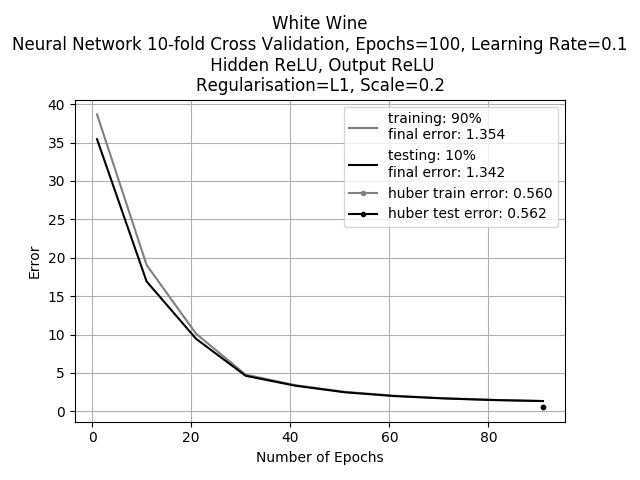 White Wine
Neural Network 10-fold Cross Validation, Epochs=100, Learning Rate=0.1
Hidden ReLU, Output ReLU
Regularisation=L1, Scale=0.2
40
35
30
25
20
15
10
5
0
Error
training: 90%
final error: 1.354
testing: 10%
final error: 1.342
huber train error: 0.560
huber test error: 0.562
0
20
40
60
80
Number of Epochs